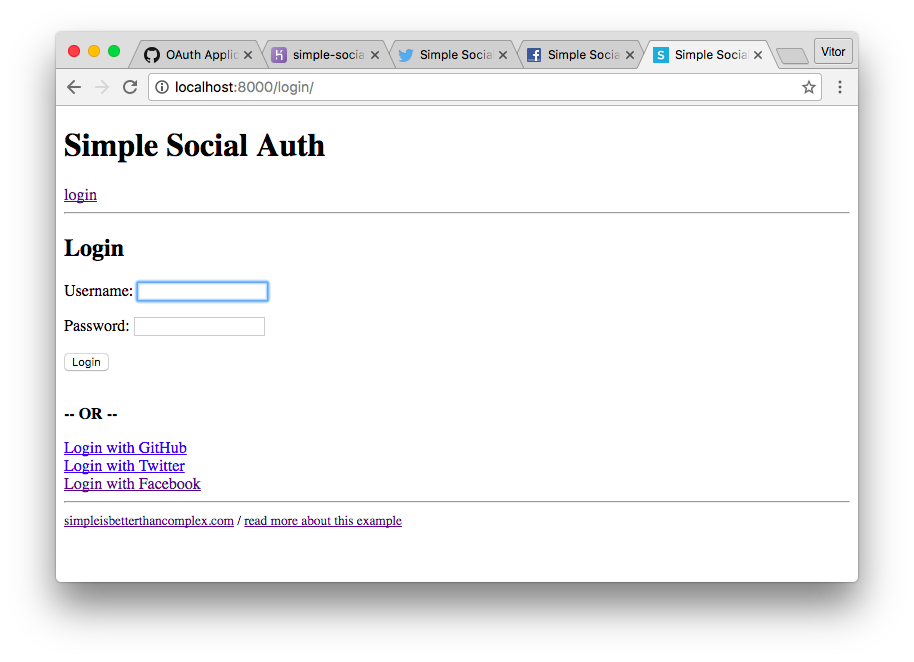 OAuth Applic
simple-socia
Simple Socia
Simple Socia
Simple Social
Vitor
localhost:8000/login/
Simple Social Auth
login
Login
Username:
Password:
Login
-- OR --
Login with GitHub
Login with Twitter
Login with Facebook
simpleisbetterthancomplex.com / read more about this example